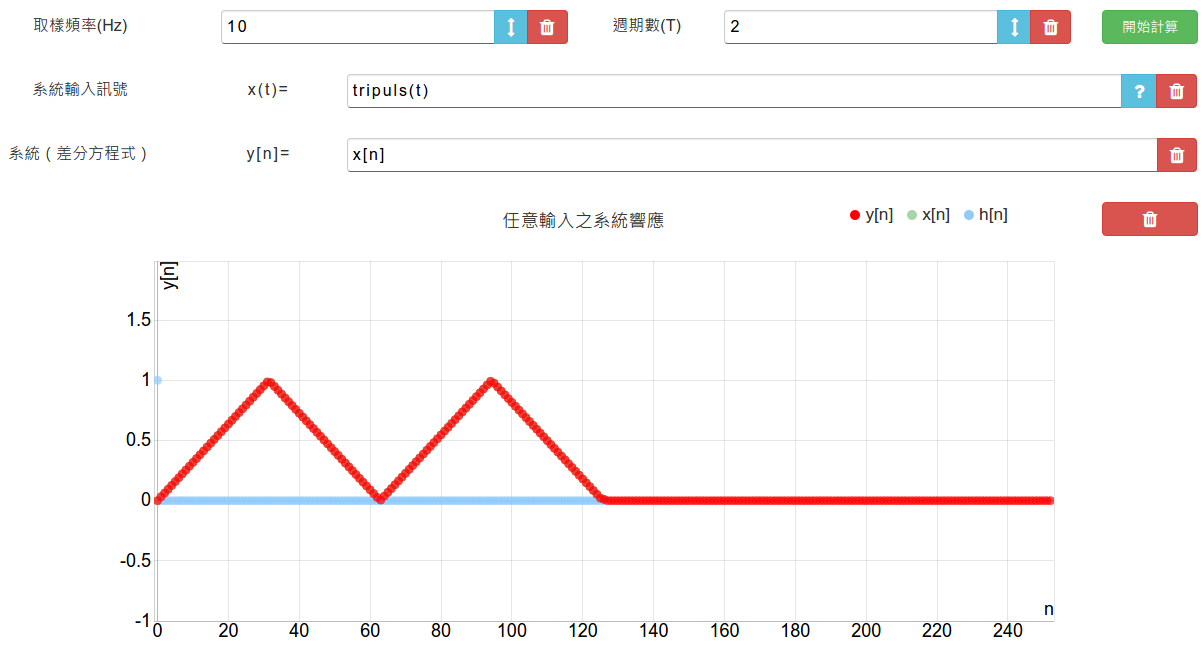 取樣頻率(Hz) 10 週期數(T) 2 開始計算
系統輸入訊號 x(t)= tripuls(t) ?
系統 ( 差分方程式 ) y[n]= x[n]
任意輸入之系統響應 y[n] x[n] h[n]
y[n]
1.5
1
0.5
0
-0.5
-1
n
0 20 40 60 80 100 120 140 160 180 200 220 240